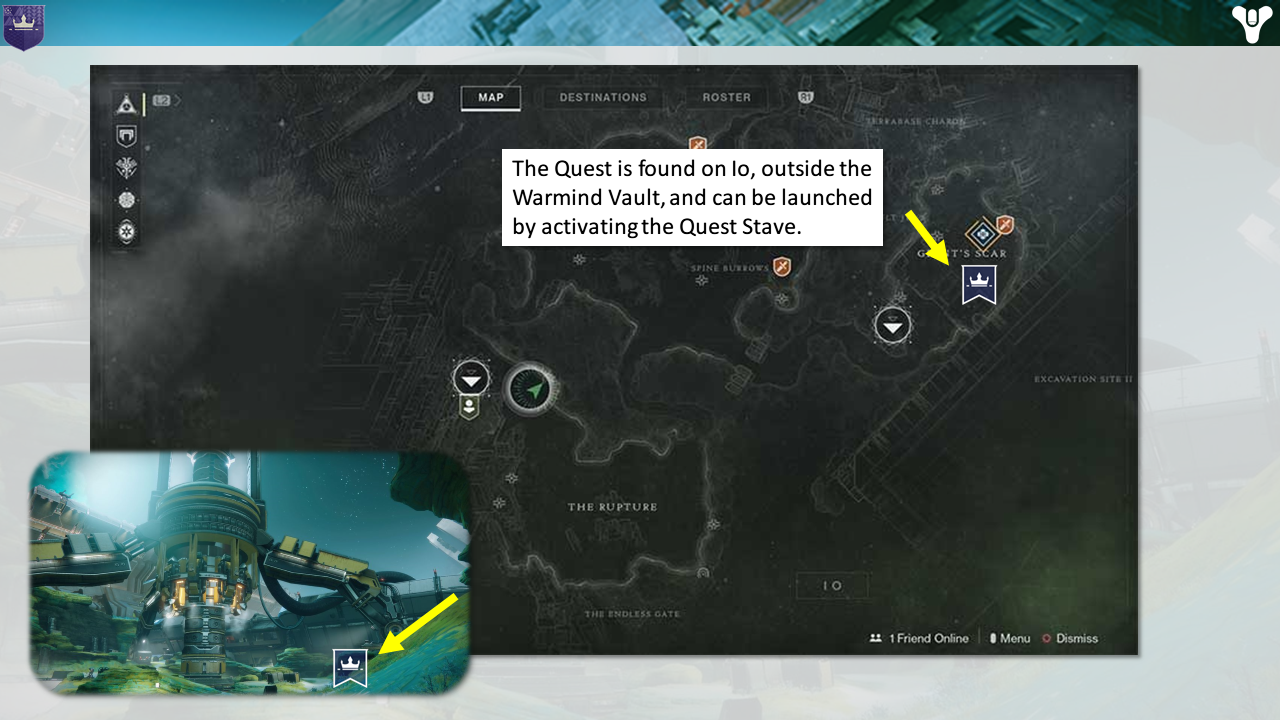 L2
L1
MAP
DESTINATIONS
ROSTER
R1
TERRABASE CHARON
The Quest is found on Io, outside the
Warmind Vault, and can be launched
by activating the Quest Stave.
SCAR
SPINE BURROWS
EXCAVATION SITE II
THE RUPTURE
IO
THE ENDLESS GATE
1 Friend Online
Menu
Dismiss